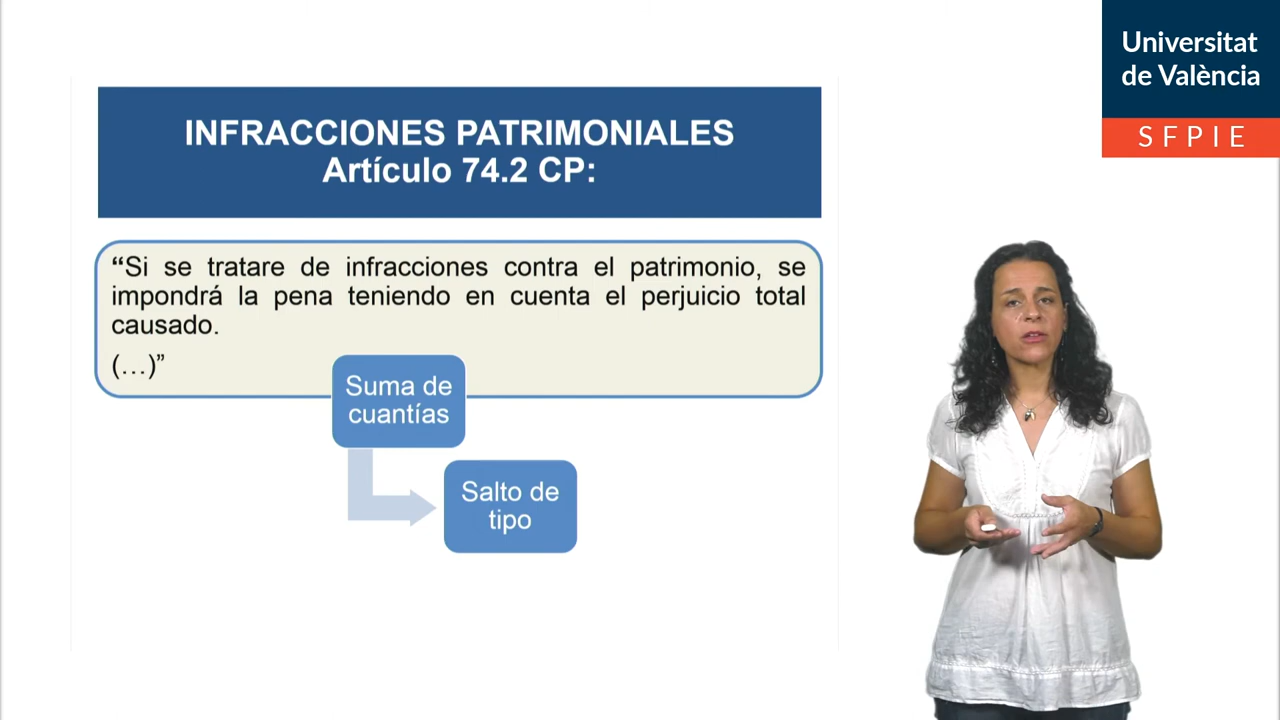 Universitat
de València
SFPIE
INFRACCIONES PATRIMONIALES
Artículo 74.2 CP:
“Si se tratare de infracciones contra el patrimonio, se
impondrá la pena teniendo en cuenta el perjuicio total
causado.
(…)”
Suma de
cuantías
Salto de
tipo